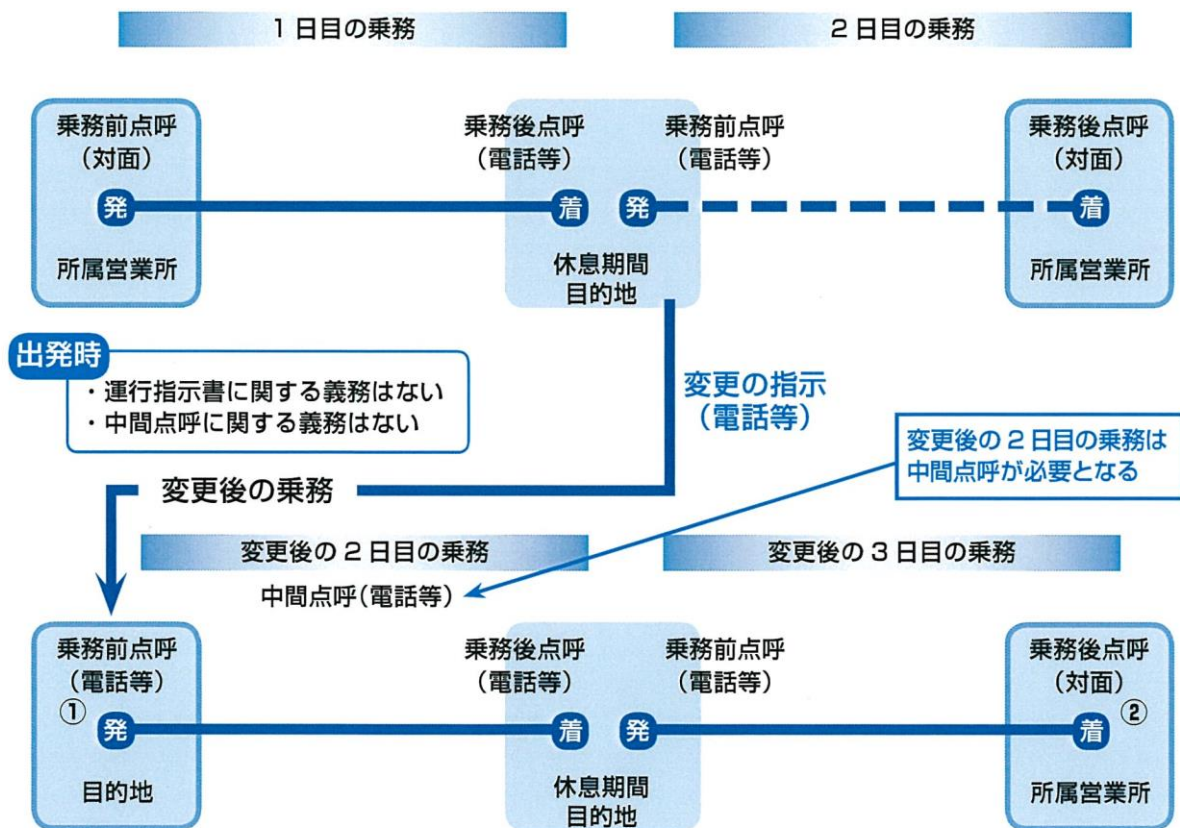 1日目の乗務
2日目の乗務
乗務前点呼
(対面)
発
所属営業所
乗務後点呼
(電話等)
着
乗務前点呼
(電話等)
発
休息期間
目的地
乗務後点呼
(対面)
着
所属営業所
出発時
・運行指示書に関する義務はない
・中間点呼に関する義務はない
変更の指示
(電話等)
変更後の2日目の乗務は
中間点呼が必要となる
変更後の乗務
変更後の2日目の乗務
変更後の3日目の乗務
中間点呼(電話等)
乗務前点呼
(電話等)
①
発
目的地
乗務後点呼
(電話等)
着
乗務前点呼
(電話等)
発
休息期間
目的地
乗務後点呼
(対面)
②
着
所属営業所